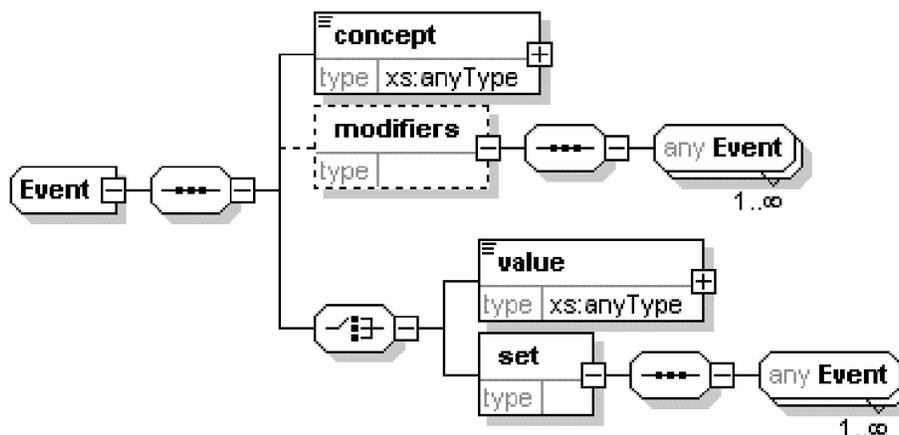 concept
type xs:anyType
modifiers
type
any Event
1..∞
Event
value
type xs:anyType
set
type
any Event
1..∞